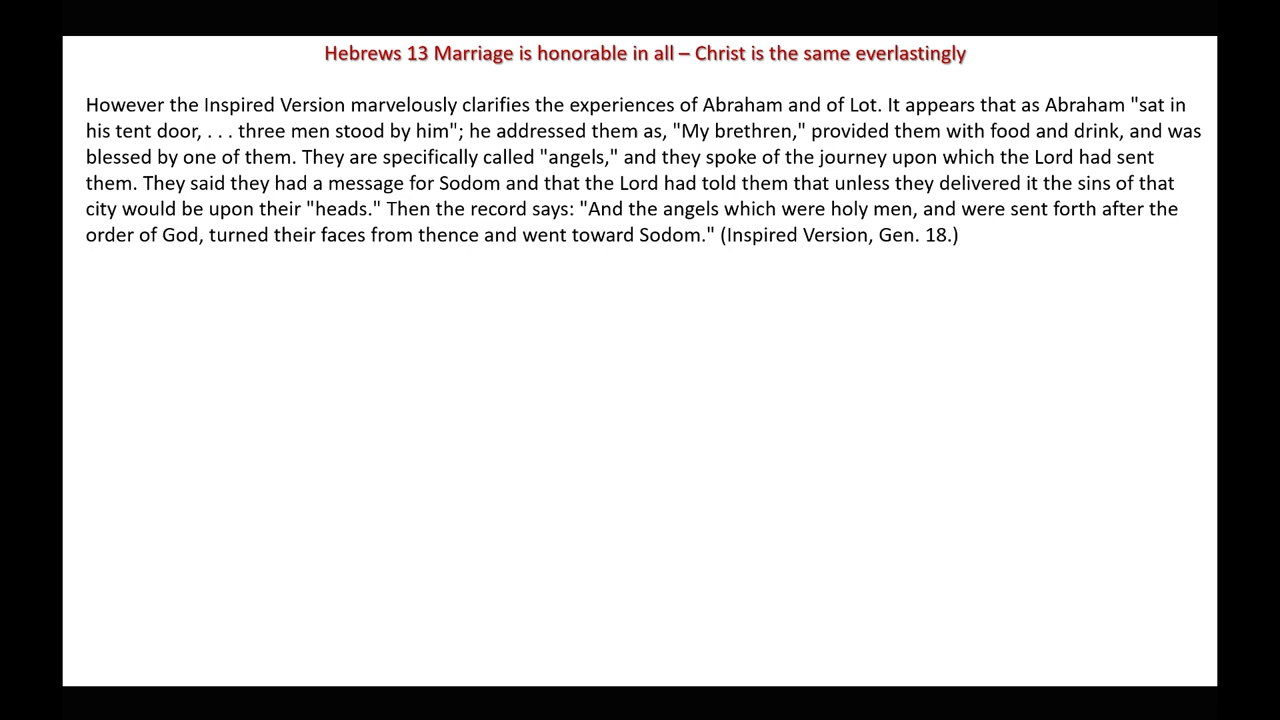 Hebrews 13 Marriage is honorable in all – Christ is the same everlastingly
However the Inspired Version marvelously clarifies the experiences of Abraham and of Lot. It appears that as Abraham "sat in
his tent door, . . . three men stood by him"; he addressed them as, "My brethren," provided them with food and drink, and was
blessed by one of them. They are specifically called "angels," and they spoke of the journey upon which the Lord had sent
them. They said they had a message for Sodom and that the Lord had told them that unless they delivered it the sins of that
city would be upon their "heads." Then the record says: "And the angels which were holy men, and were sent forth after the
order of God, turned their faces from thence and went toward Sodom." (Inspired Version, Gen. 18.)